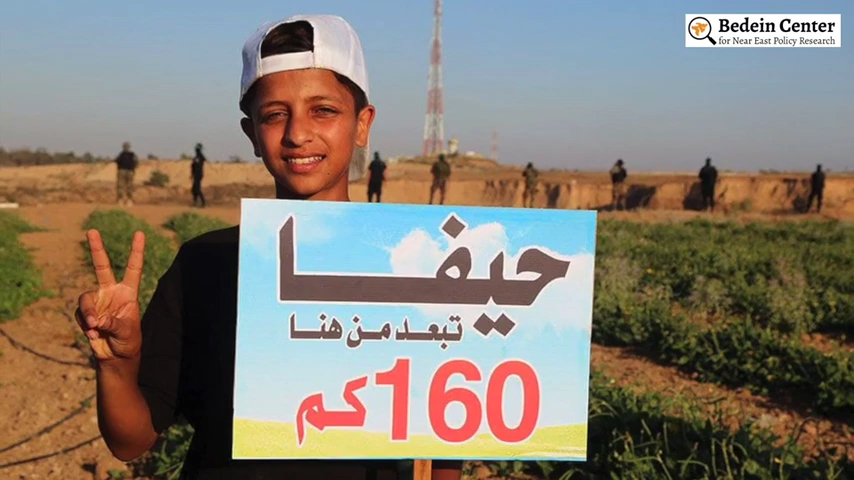 Bedein Center
for Near East Policy Research
حيفا
تبعد من هنا
160 كم